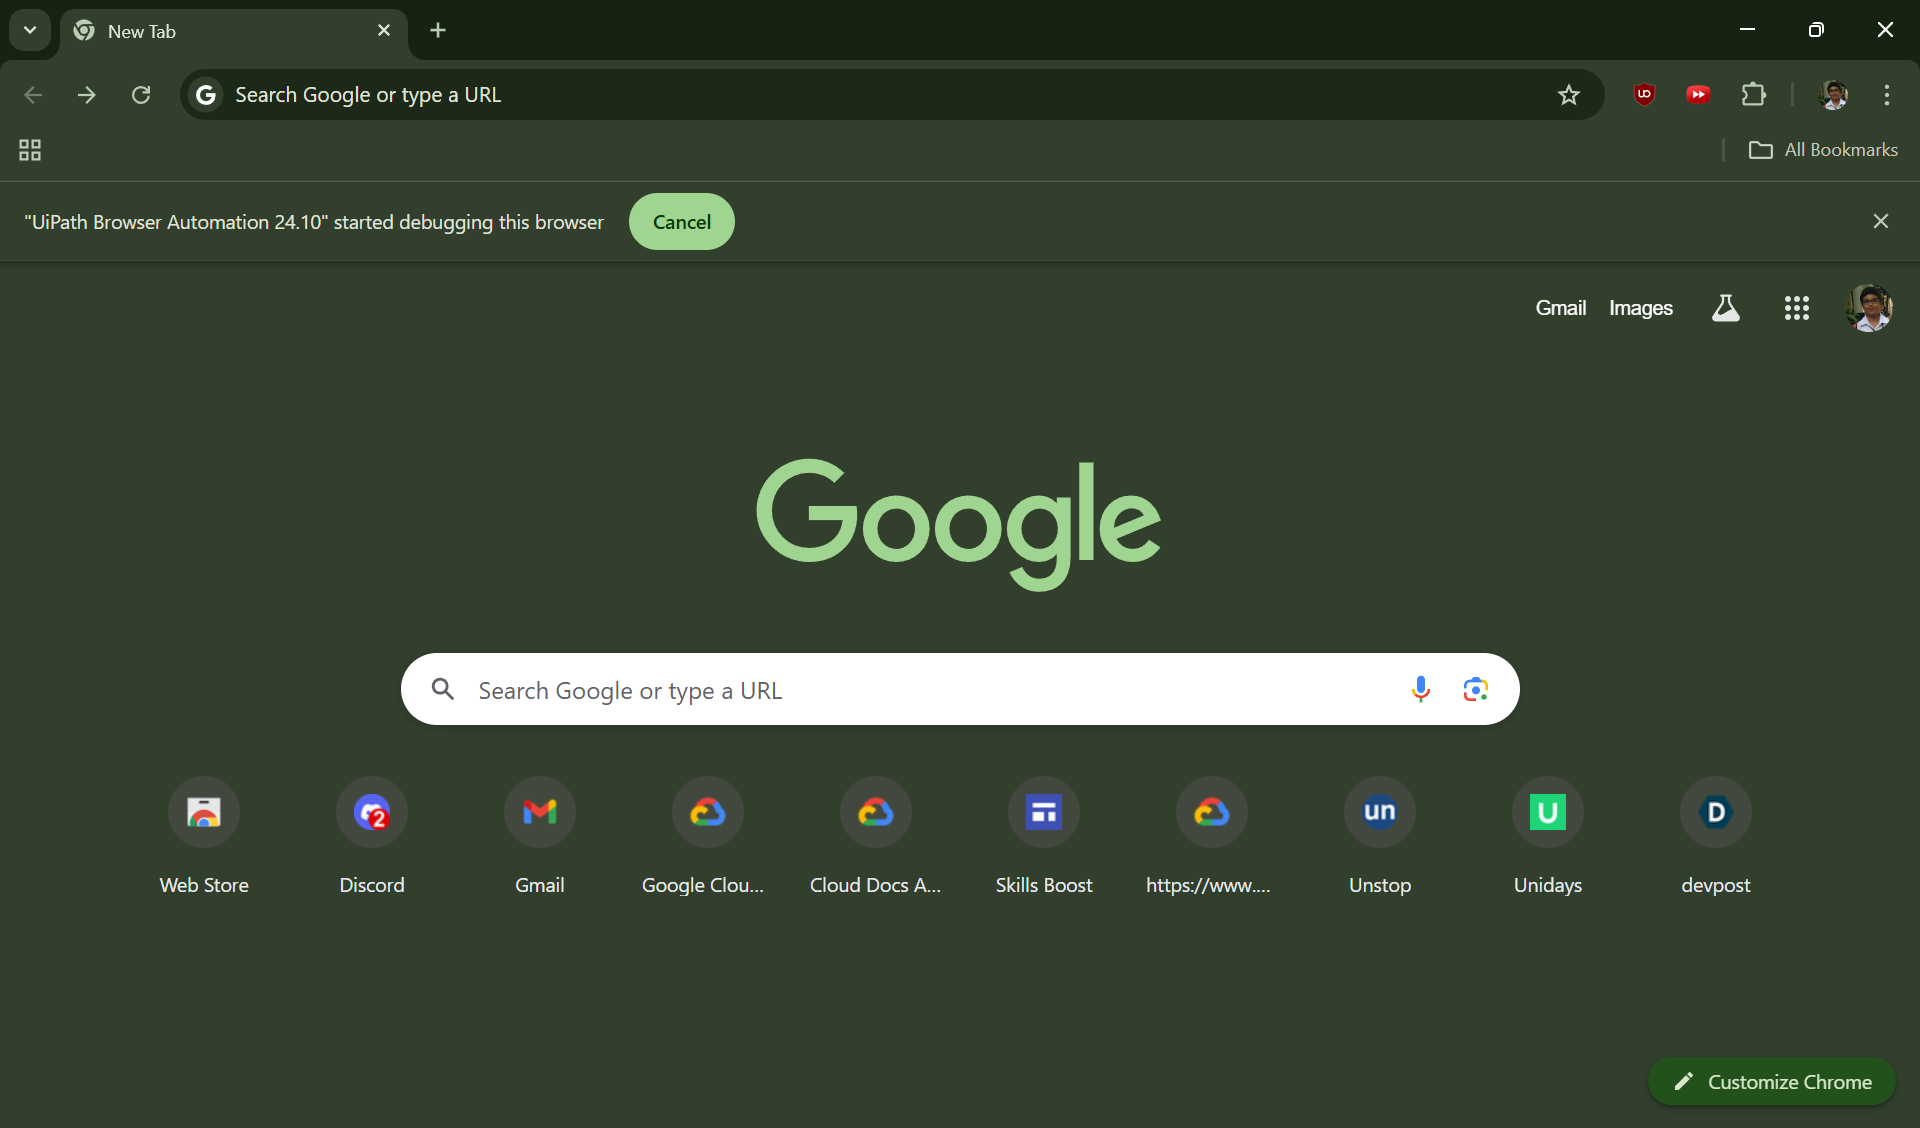 New Tab
Search Google or type a URL
All Bookmarks
"UiPath Browser Automation 24.10" started debugging this browser
Cancel
Gmail Images
Google
Search Google or type a URL
2
un
U
D
Web Store
Discord
Gmail
Google Clou...
Cloud Docs A...
Skills Boost
https://www....
Unstop
Unidays
devpost
Customize Chrome